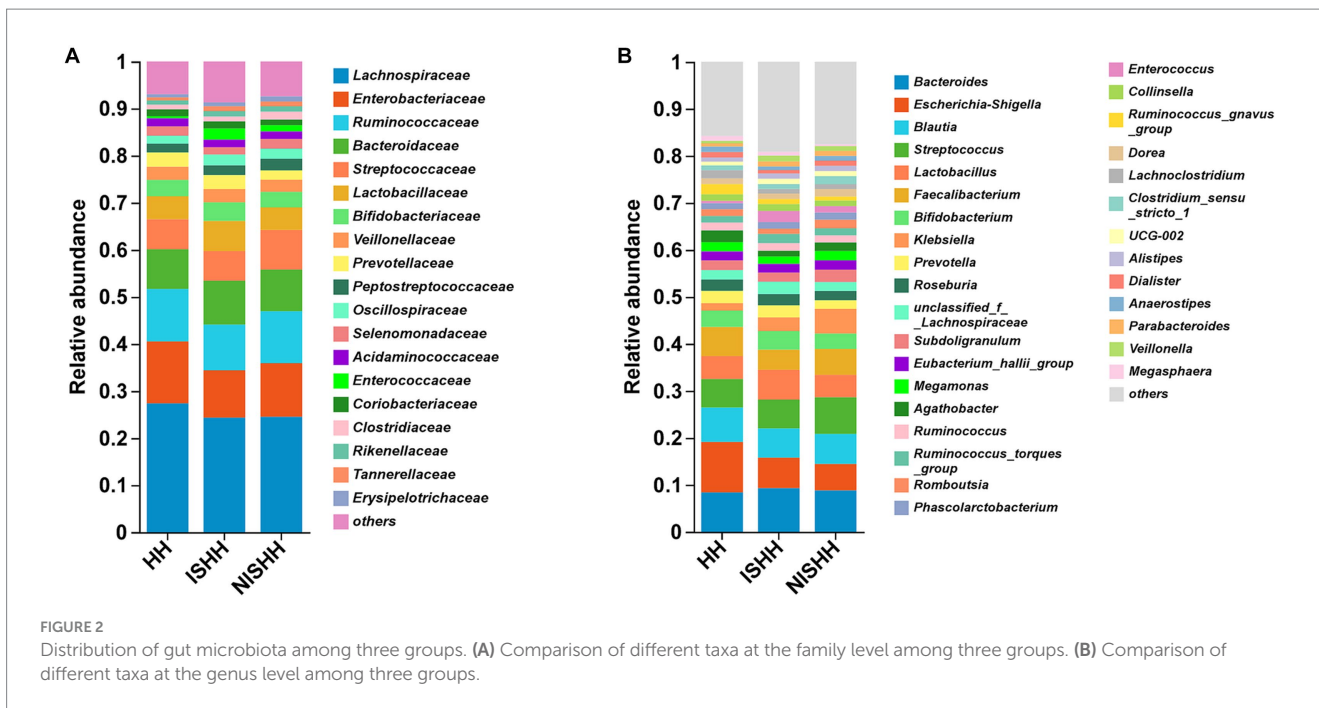 A
Relative abundance
1
0.9
0.8
0.7
0.6
0.5
0.4
0.3
0.2
0.1
0
HH
ISHH
NISHH
Lachnospiraceae
Enterobacteriaceae
Ruminococcaceae
Bacteroidaceae
Streptococcaceae
Lactobacillaceae
Bifidobacteriaceae
Veillonellaceae
Prevotellaceae
Peptostreptococcaceae
Oscillospiraceae
Selenomonadaceae
Acidaminococcaceae
Enterococcaceae
Coriobacteriaceae
Clostridiaceae
Rikenellaceae
Tannerellaceae
Erysipelotrichaceae
others
B
Relative abundance
1
0.9
0.8
0.7
0.6
0.5
0.4
0.3
0.2
0.1
0
HH
ISHH
NISHH
Bacteroides
Escherichia-Shigella
Blautia
Streptococcus
Lactobacillus
Faecalibacterium
Bifidobacterium
Klebsiella
Prevotella
Roseburia
unclassified_f_
_Lachnospiraceae
Subdoligranulum
Eubacterium_hallii_group
Megamonas
Agathobacter
Ruminococcus
Ruminococcus_torques
_group
Romboutsia
Phascolarctobacterium
Enterococcus
Collinsella
Ruminococcus_gnavus
_group
Dorea
Lachnoclostridium
Clostridium_sensu
_stricto_1
UCG-002
Alistipes
Dialister
Anaerostipes
Parabacteroides
Veillonella
Megasphaera
others
FIGURE 2
Distribution of gut microbiota among three groups. (A) Comparison of different taxa at the family level among three groups. (B) Comparison of
different taxa at the genus level among three groups.